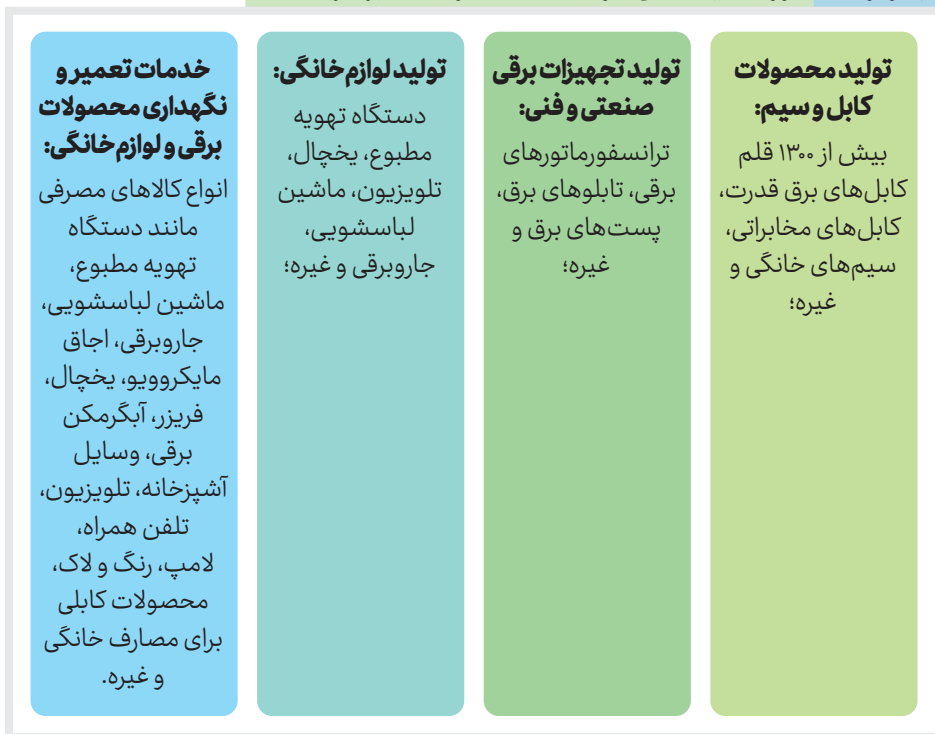 تولید محصولات
کابل و سیم:
بیش از ۱۳۰۰ قلم
کابل‌های برق قدرت،
کابل‌های مخابراتی،
سیم‌های خانگی و
غیره؛
تولید تجهیزات برقی
صنعتی و فنی:
ترانسفورماتورهای
برقی، تابلوهای برق،
پست‌های برق و
غیره؛
تولید لوازم خانگی:
دستگاه تهویه
مطبوع، یخچال،
تلویزیون، ماشین
لباسشویی،
جاروبرقی و غیره؛
خدمات تعمیر و
نگهداری محصولات
برقی و لوازم خانگی:
انواع کالاهای مصرفی
مانند دستگاه
تهویه مطبوع،
ماشین لباسشویی،
جاروبرقی، اجاق
مایکروویو، یخچال،
فریزر، آبگرمکن
برقی، وسایل
آشپزخانه، تلویزیون،
تلفن همراه،
لامپ، رنگ و لاک،
محصولات کابلی
برای مصارف خانگی
و غیره.